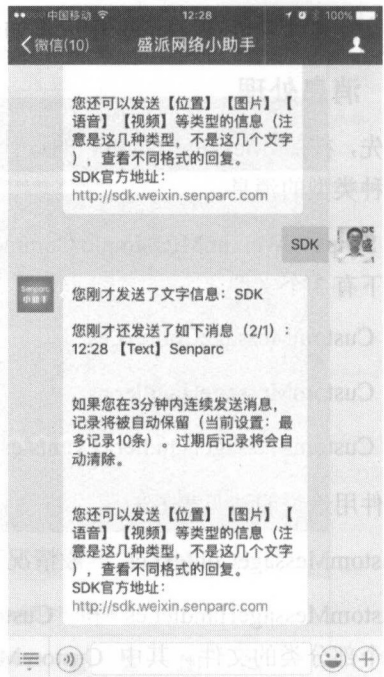 中国移动 12:28 100%
微信(10) 盛派网络小助手
您还可以发送【位置】【图片】【
语音】【视频】等类型的信息（注
意是这几种类型，不是这几个文字
），查看不同格式的回复。
SDK官方地址：
http://sdk.weixin.senparc.com
SDK
Senparc
小助手
您刚才发送了文字信息：SDK
您刚才还发送了如下消息（2/1）：
12:28 【Text】Senparc
如果您在3分钟内连续发送消息，
记录将被自动保留（当前设置：最
多记录10条）。过期后记录将会自
动清除。
您还可以发送【位置】【图片】【
语音】【视频】等类型的信息（注
意是这几种类型，不是这几个文字
），查看不同格式的回复。
SDK官方地址：
http://sdk.weixin.senparc.com